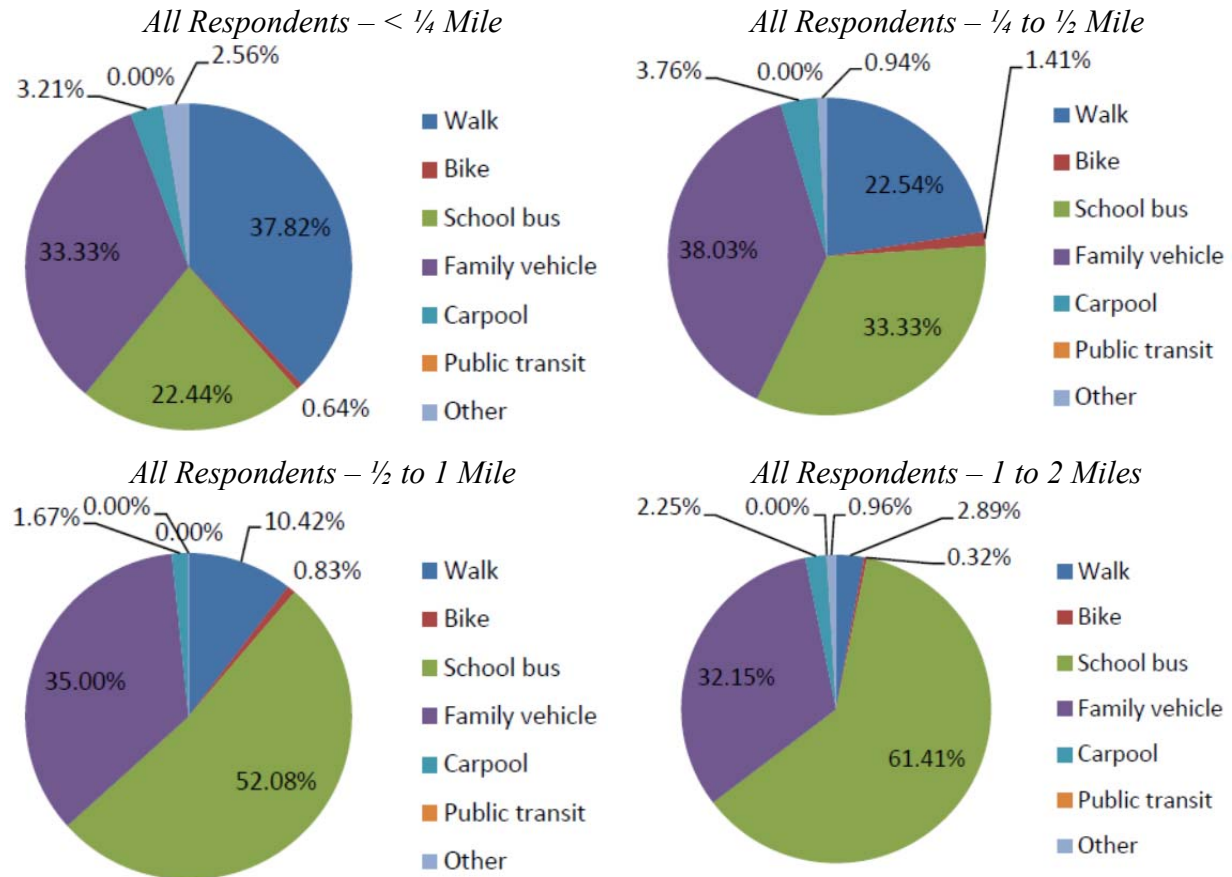 All Respondents – < ¼ Mile
3.21%
0.00%
2.56%
37.82%
33.33%
22.44%
0.64%
Walk
Bike
School bus
Family vehicle
Carpool
Public transit
Other
All Respondents – ¼ to ½ Mile
3.76%
0.00%
0.94%
1.41%
22.54%
38.03%
33.33%
Walk
Bike
School bus
Family vehicle
Carpool
Public transit
Other
All Respondents – ½ to 1 Mile
1.67%
0.00%
0.00%
10.42%
0.83%
35.00%
52.08%
Walk
Bike
School bus
Family vehicle
Carpool
Public transit
Other
All Respondents – 1 to 2 Miles
2.25%
0.00%
0.96%
2.89%
0.32%
32.15%
61.41%
Walk
Bike
School bus
Family vehicle
Carpool
Public transit
Other